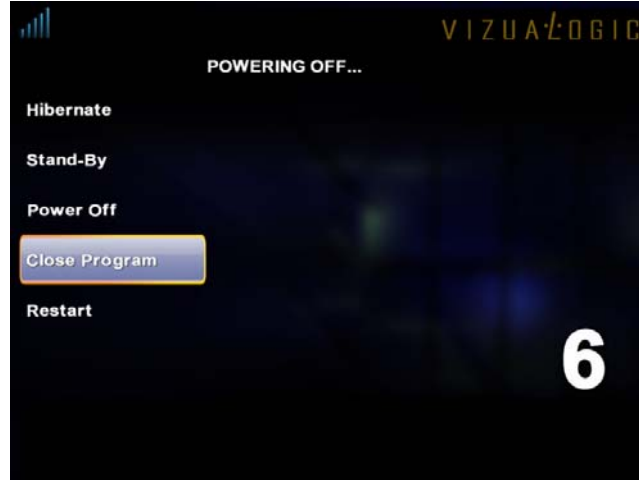 VIZUALOGIC
POWERING OFF...
Hibernate
Stand-By
Power Off
Close Program
Restart
6